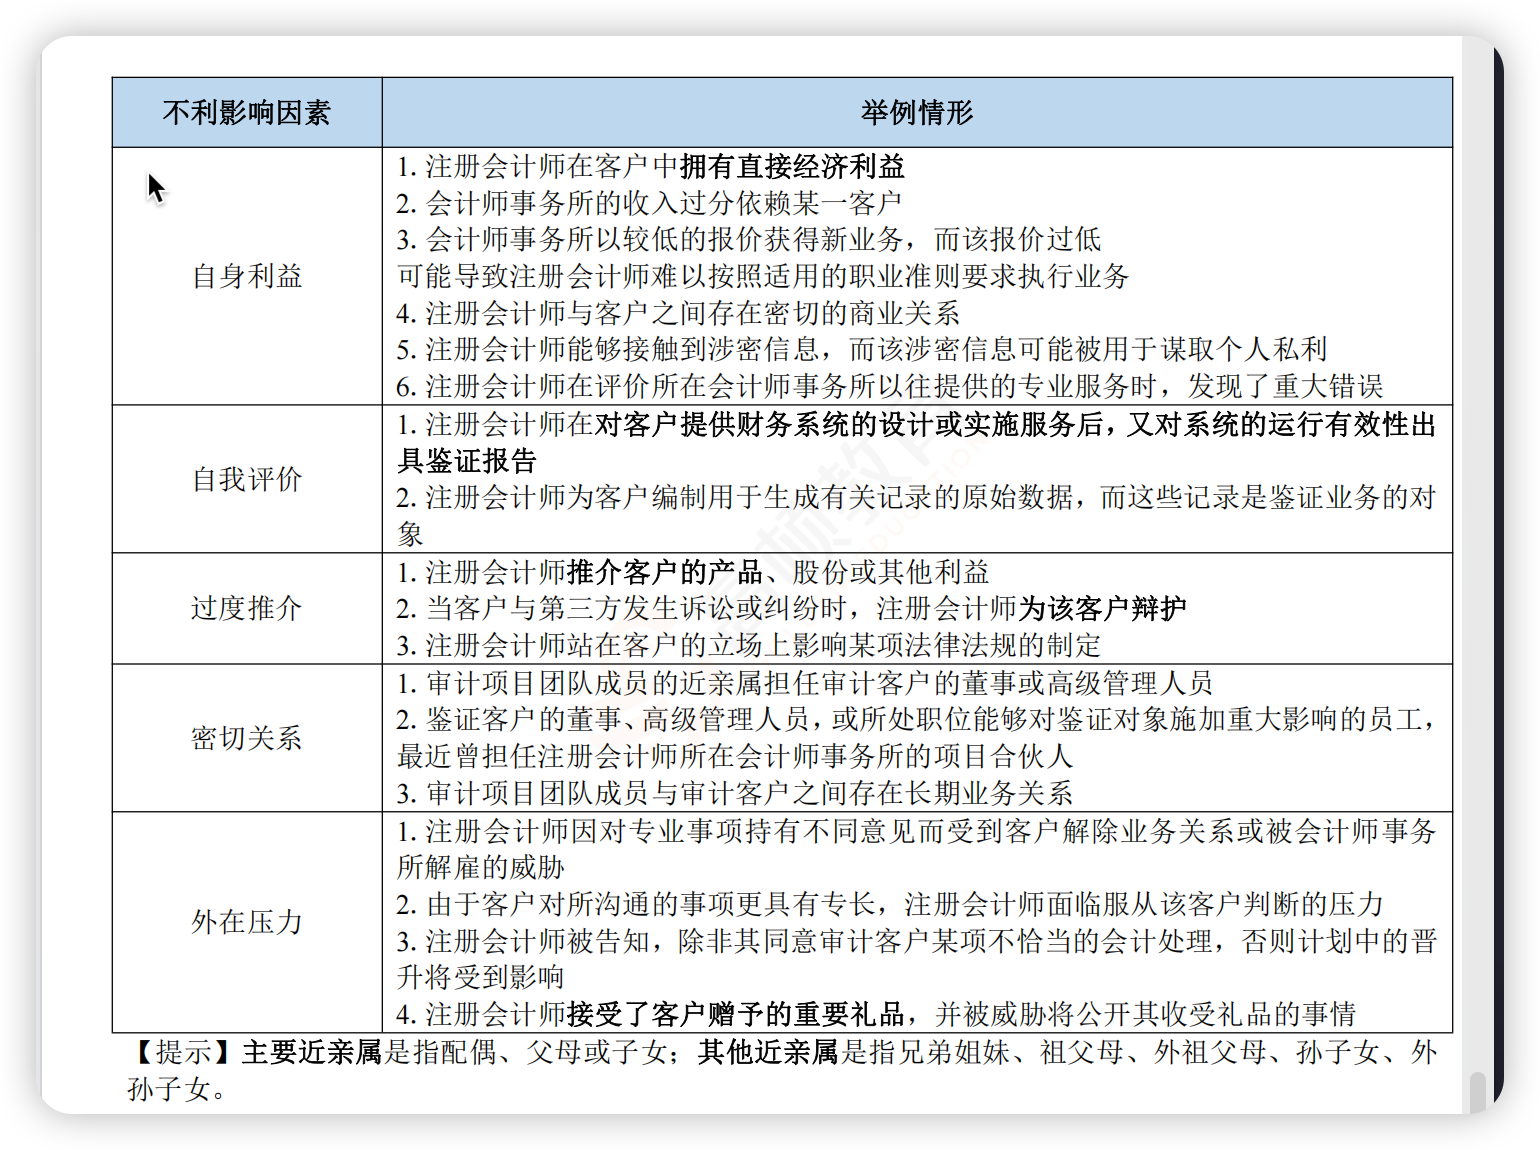 不利影响因素
举例情形
自身利益
1. 注册会计师在客户中拥有直接经济利益
2. 会计师事务所的收入过分依赖某一客户
3. 会计师事务所以较低的报价获得新业务，而该报价过低
可能导致注册会计师难以按照适用的职业准则要求执行业务
4. 注册会计师与客户之间存在密切的商业关系
5. 注册会计师能够接触到涉密信息，而该涉密信息可能被用于谋取个人私利
6. 注册会计师在评价所在会计师事务所以往提供的专业服务时，发现了重大错误
自我评价
1. 注册会计师在对客户提供财务系统的设计或实施服务后，又对系统的运行有效性出
具鉴证报告
2. 注册会计师为客户编制用于生成有关记录的原始数据，而这些记录是鉴证业务的对
象
过度推介
1. 注册会计师推介客户的产品、股份或其他利益
2. 当客户与第三方发生诉讼或纠纷时，注册会计师为该客户辩护
3. 注册会计师站在客户的立场上影响某项法律法规的制定
密切关系
1. 审计项目团队成员的近亲属担任审计客户的董事或高级管理人员
2. 鉴证客户的董事、高级管理人员，或所处职位能够对鉴证对象施加重大影响的员工，
最近曾担任注册会计师所在会计师事务所的项目合伙人
3. 审计项目团队成员与审计客户之间存在长期业务关系
外在压力
1. 注册会计师因对专业事项持有不同意见而受到客户解除业务关系或被会计师事务
所解雇的威胁
2. 由于客户对所沟通的事项更具有专长，注册会计师面临服从该客户判断的压力
3. 注册会计师被告知，除非其同意审计客户某项不恰当的会计处理，否则计划中的晋
升将受到影响
4. 注册会计师接受了客户赠予的重要礼品，并被威胁将公开其收受礼品的事情
【提示】主要近亲属是指配偶、父母或子女；其他近亲属是指兄弟姐妹、祖父母、外祖父母、孙子女、外
孙子女。